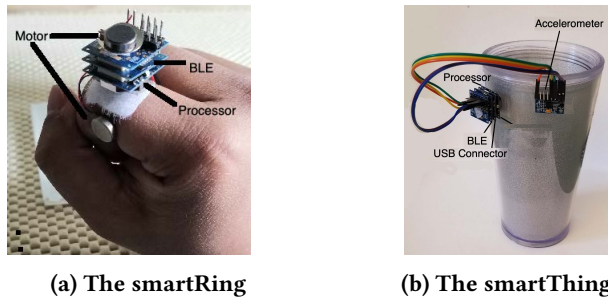 Motor
BLE
Processor
(a) The smartRing
Accelerometer
Processor
BLE
USB Connector
(b) The smartThing